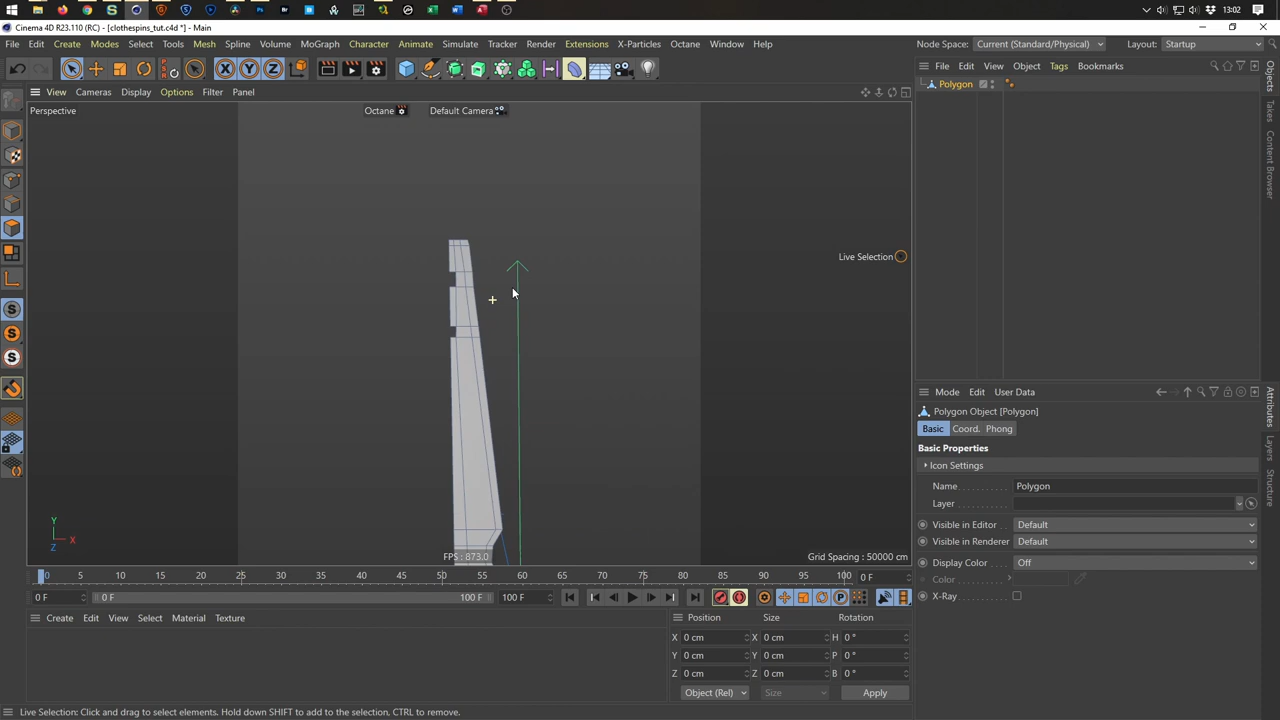 13:02
Cinema 4D R23.110 (RC) - [clothespins_tut.c4d *] - Main
File Edit Create Modes Select Tools Mesh Spline Volume MoGraph Character Animate Simulate Tracker Render Extensions X-Particles Octane Window Help
Node Space: Current (Standard/Physical) Layout: Startup
X Y Z
View Cameras Display Options Filter Panel
File Edit View Object Tags Bookmarks
Perspective Octane Default Camera
Polygon
Objects
Takes
Content Browser
Live Selection
Mode Edit User Data
Polygon Object [Polygon]
Basic Coord. Phong
Basic Properties
Icon Settings
Name Polygon
Layer
Visible in Editor Default
Visible in Renderer Default
Display Color Off
Color
X-Ray
Attributes
Layers
Structure
Y
X
Z
FPS : 873.0
Grid Spacing : 50000 cm
0 5 10 15 20 25 30 35 40 45 50 55 60 65 70 75 80 85 90 95 100 0 F
0 F 0 F 100 F 100 F
Create Edit View Select Material Texture
Position Size Rotation
X 0 cm X 0 cm H 0 °
Y 0 cm Y 0 cm P 0 °
Z 0 cm Z 0 cm B 0 °
Object (Rel) Size Apply
Live Selection: Click and drag to select elements. Hold down SHIFT to add to the selection, CTRL to remove.